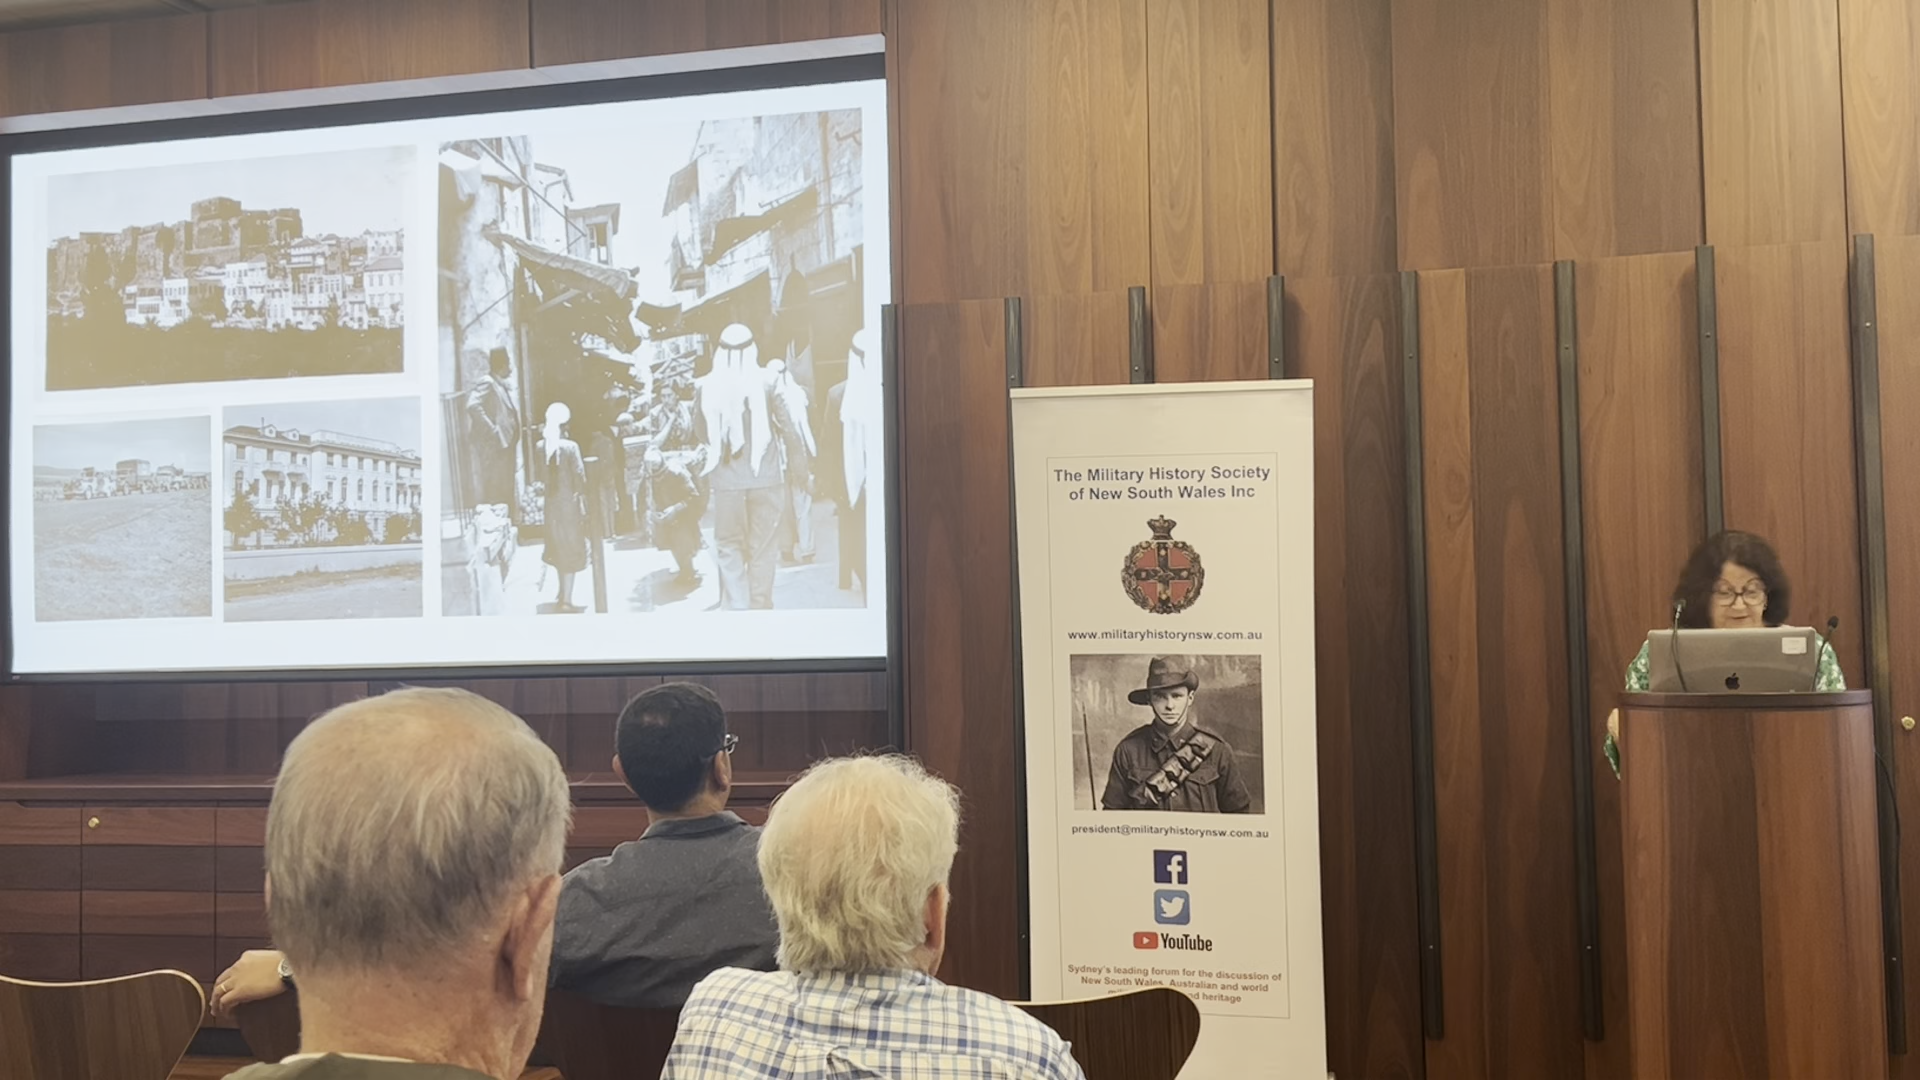 The Military History Society
of New South Wales Inc
www.militaryhistorynsw.com.au
president@militaryhistorynsw.com.au
YouTube
Sydney's leading forum for the discussion of
New South Wales, Australian and world
heritage